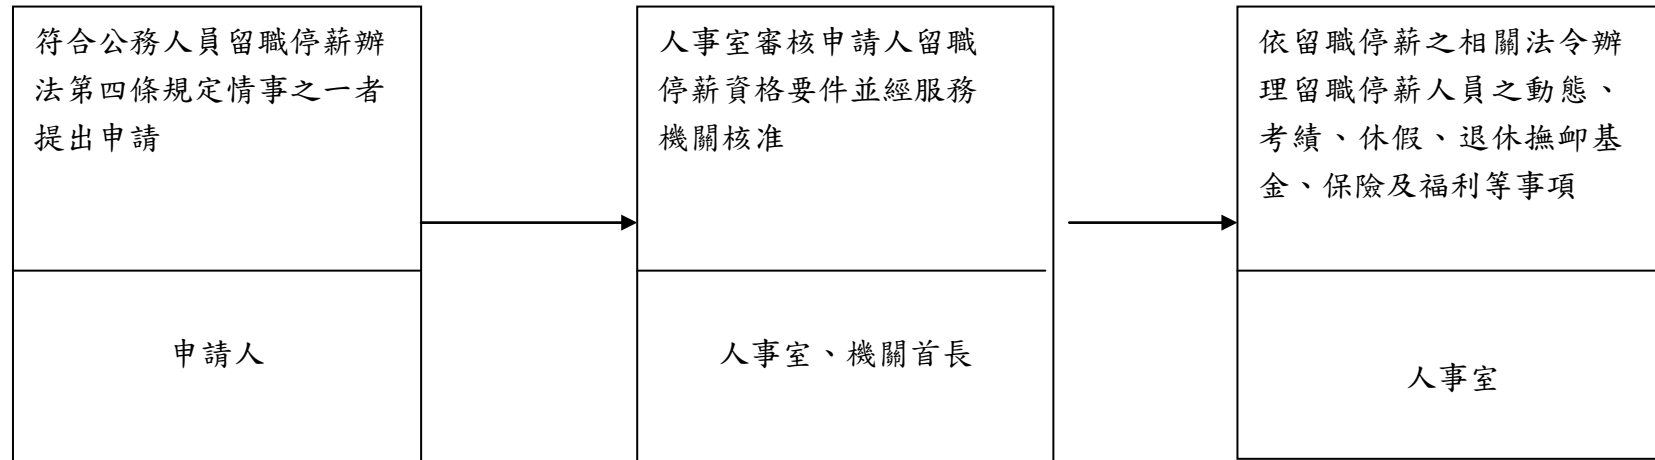 符合公務人員留職停薪辦
法第四條規定情事之一者
提出申請
申請人
人事室審核申請人留職
停薪資格要件並經服務
機關核准
人事室、機關首長
依留職停薪之相關法令辦
理留職停薪人員之動態、
考績、休假、退休撫卹基
金、保險及福利等事項
人事室